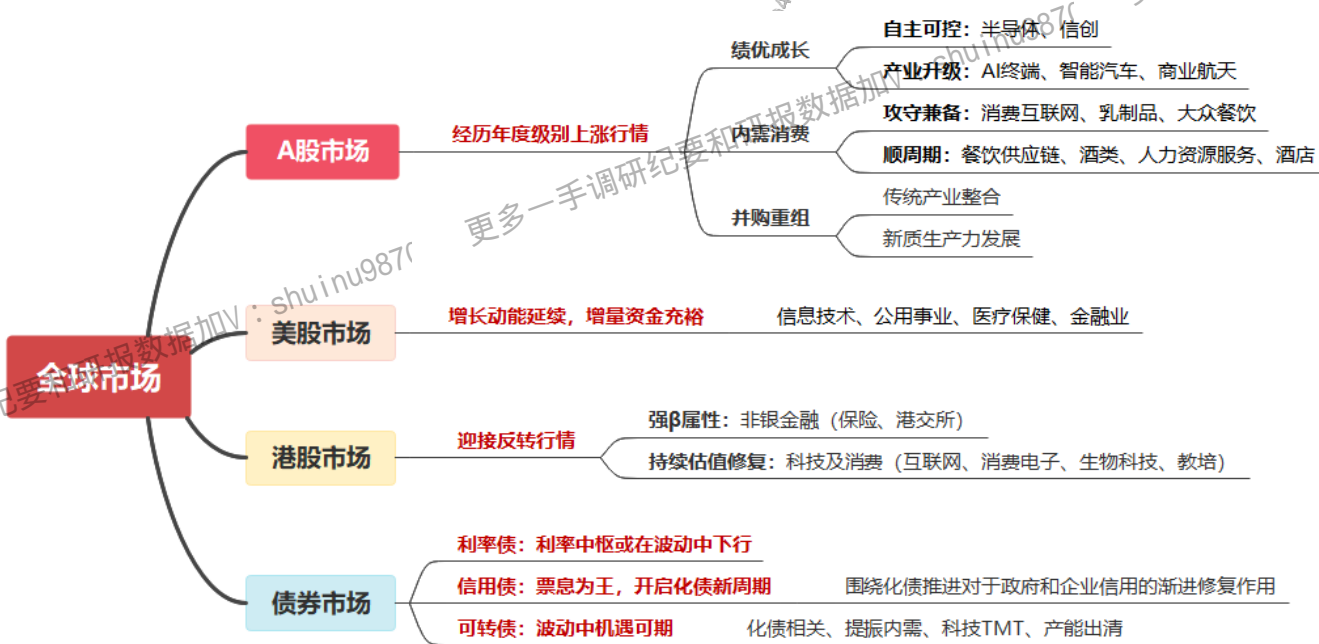 全球市场
A股市场
经历年度级别上涨行情
绩优成长
自主可控：半导体、信创
产业升级：AI终端、智能汽车、商业航天
内需消费
攻守兼备：消费互联网、乳制品、大众餐饮
顺周期：餐饮供应链、酒类、人力资源服务、酒店
并购重组
传统产业整合
新质生产力发展
美股市场
增长动能延续，增量资金充裕
信息技术、公用事业、医疗保健、金融业
港股市场
迎接反转行情
强β属性：非银金融（保险、港交所）
持续估值修复：科技及消费（互联网、消费电子、生物科技、教培）
债券市场
利率债：利率中枢或在波动中下行
信用债：票息为王，开启化债新周期
围绕化债推进对于政府和企业信用的渐进修复作用
可转债：波动中机遇可期
化债相关、提振内需、科技TMT、产能出清
更多一手调研纪要和研报数据加V：shuinu987
纪要和研报数据加V：shuinu987